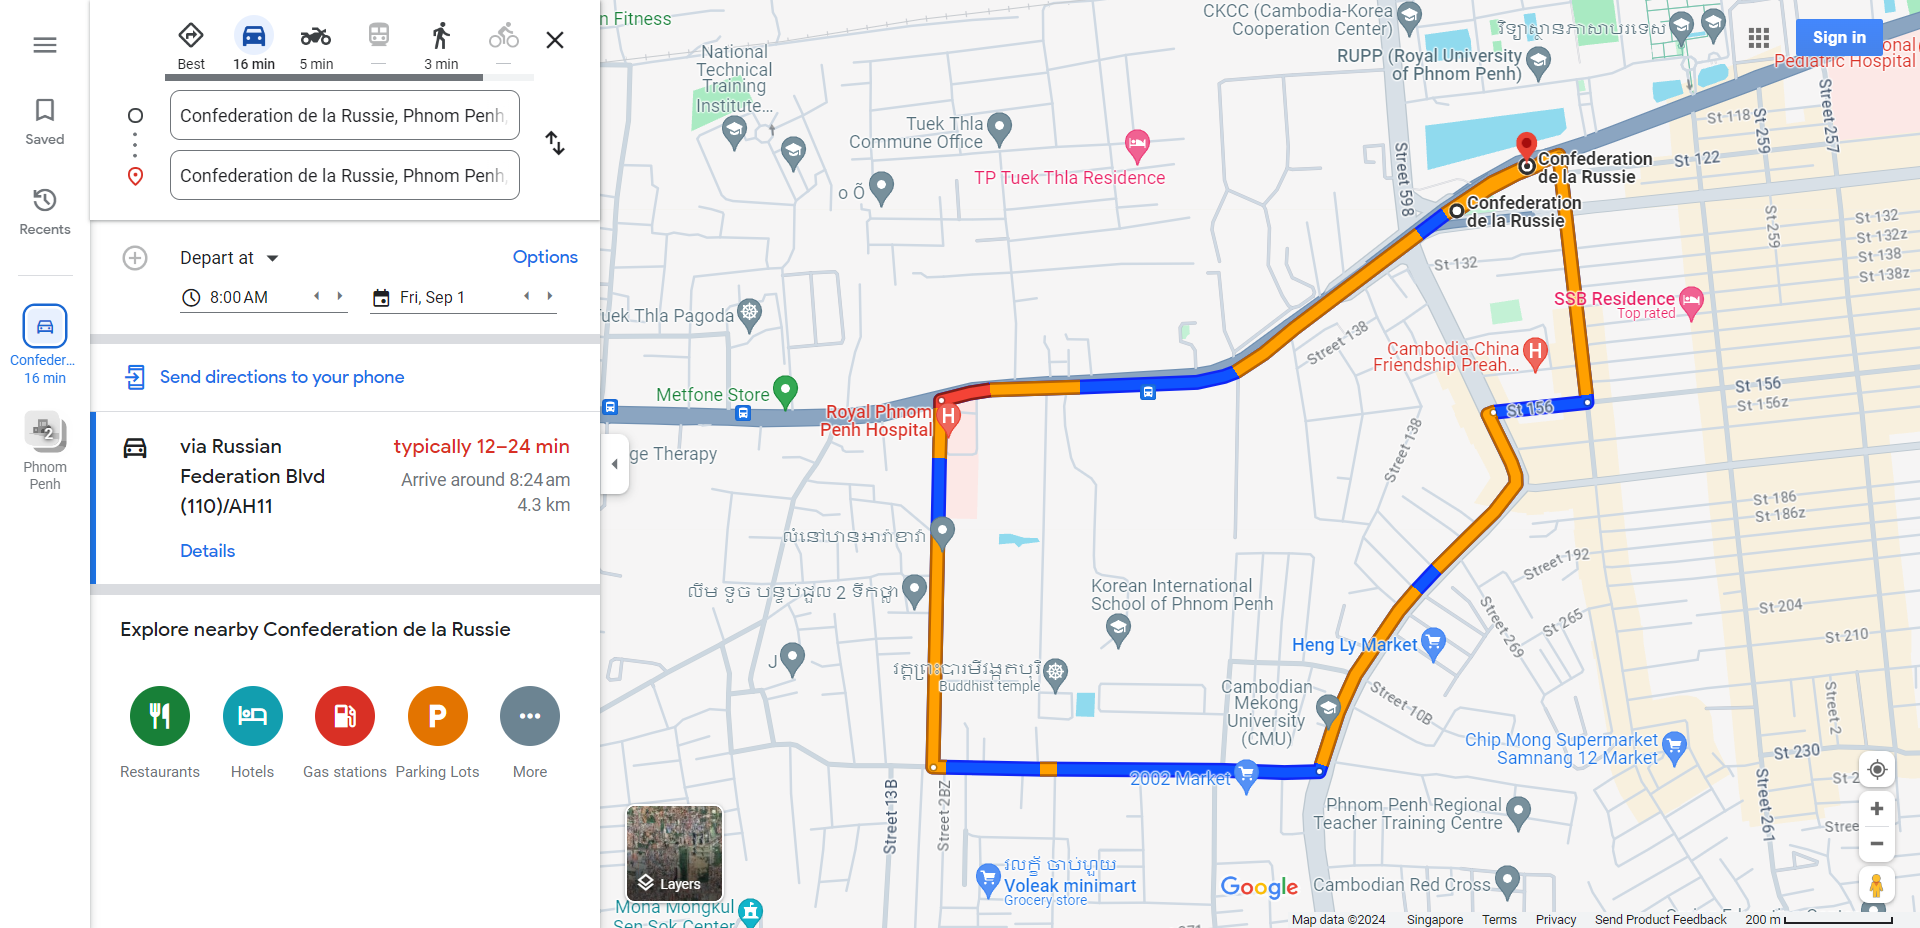 Saved
Recents
Confeder...
16 min
2
Phnom
Penh
Best
16 min
5 min
—
3 min
—
Confederation de la Russie, Phnom Penh,
Confederation de la Russie, Phnom Penh,
Depart at
Options
8:00 AM
Fri, Sep 1
Send directions to your phone
via Russian
Federation Blvd
(110)/AH11
typically 12–24 min
Arrive around 8:24 am
4.3 km
Details
Explore nearby Confederation de la Russie
Restaurants
Hotels
Gas stations
Parking Lots
More
n Fitness
National
Technical
Training
Institute...
Tuek Thla
Commune Office
TP Tuek Thla Residence
CKCC (Cambodia-Korea
Cooperation Center)
RUPP (Royal University
of Phnom Penh)
Sign in
onal
Pediatric Hospital
St 118
St 259
Street 257
St 122
Street 598
Confederation
de la Russie
Confederation
de la Russie
St 132
St 259
St 132
St 132z
St 138
St 138z
SSB Residence
Top rated
Street 138
Cambodia-China
Friendship Preah...
St 156
St 156
St 156z
Street 138
uek Thla Pagoda
Metfone Store
Royal Phnom
Penh Hospital
H
H
ge Therapy
St 186
St 186z
Street 192
St 204
St 210
Street 269
St 265
Korean International
School of Phnom Penh
Heng Ly Market
Buddhist temple
J
Cambodian
Mekong
University
(CMU)
Street 10B
Street 2
Chip Mong Supermarket
Samnang 12 Market
St 230
St 2
2002 Market
Street 13B
Street 2BZ
Phnom Penh Regional
Teacher Training Centre
Street 261
Stree
Layers
Voleak minimart
Grocery store
Google
Cambodian Red Cross
Mona Mongkul
Sen Sok Center
Map data ©2024
Singapore
Terms
Privacy
Send Product Feedback
200 m